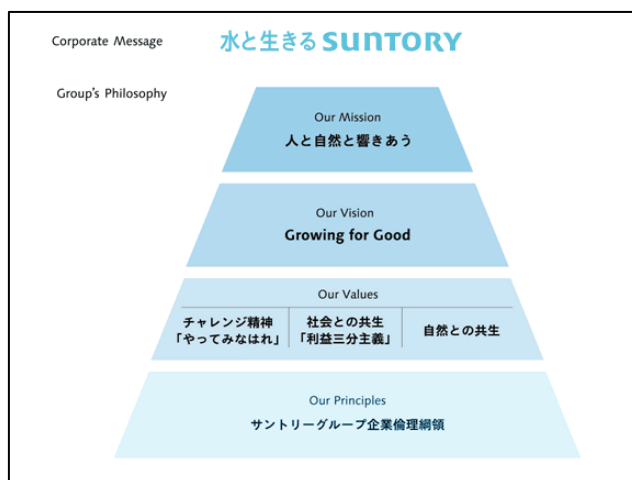 Corporate Message
水と生きる SUNTORY
Group's Philosophy
Our Mission
人と自然と響きあう
Our Vision
Growing for Good
Our Values
チャレンジ精神
「やってみなはれ」
社会との共生
「利益三分主義」
自然との共生
Our Principles
サントリーグループ企業倫理綱領